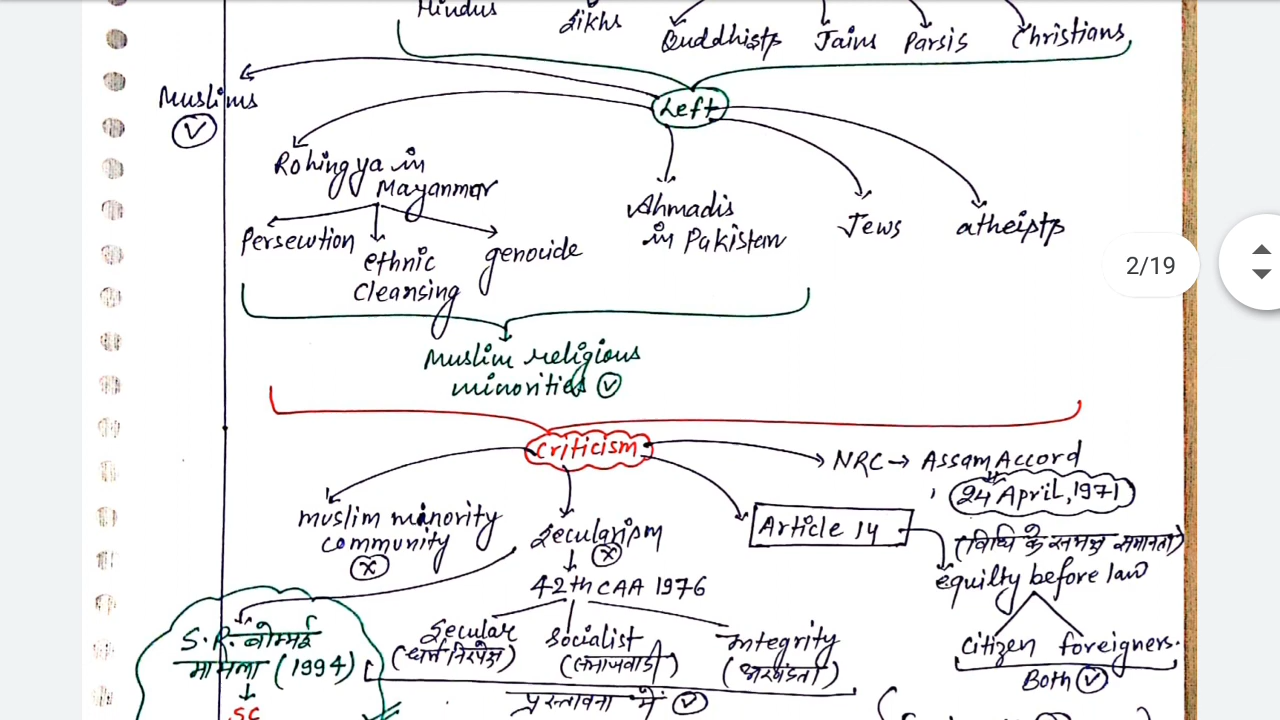 Hindus Sikhs Buddhists Jains Parsis Christians
Left
Muslims
Rohingya in
Mayanmar
Persecution
ethnic
cleansing
genocide
Ahmadis
in Pakistan
Jews
atheists
2/19
Muslim religious
minorities
Criticism
NRC → Assam Accord
24 April, 1971
muslim minority
community
Secularism
42th CAA 1976
Article 14
(विधि के समक्ष समानता)
equilty before law
citizen foreigners.
Both
Secular
(धर्म निरपेक्ष)
Socialist
(समाजवादी)
Integrity
(अखंडता)
प्रस्तावना में
S.R. बोम्मई
मामला (1994)
SC